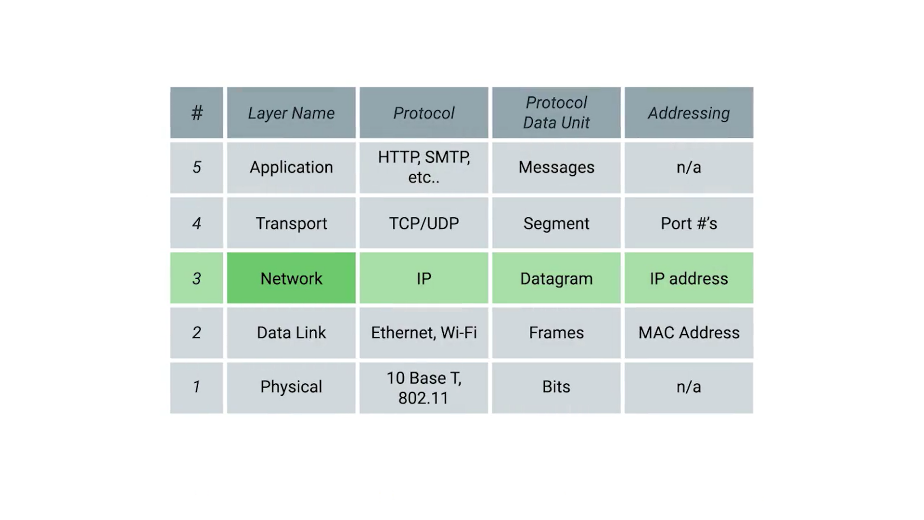 # Layer Name Protocol Protocol Data Unit Addressing
5 Application HTTP, SMTP, etc.. Messages n/a
4 Transport TCP/UDP Segment Port #'s
3 Network IP Datagram IP address
2 Data Link Ethernet, Wi-Fi Frames MAC Address
1 Physical 10 Base T, 802.11 Bits n/a